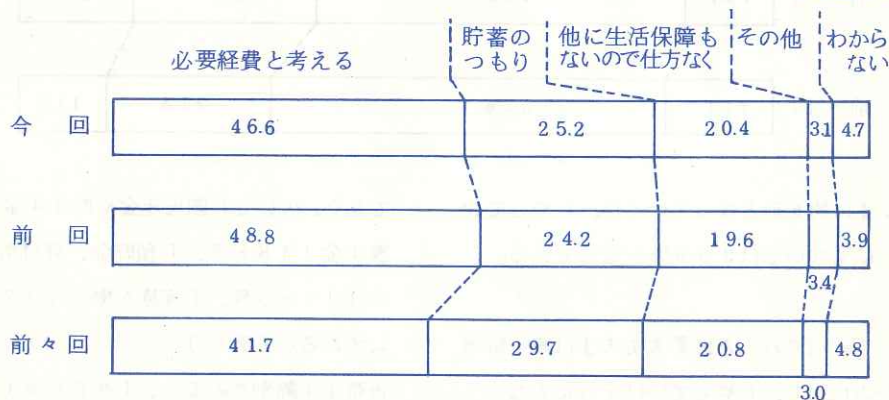 必要経費と考える
貯蓄の
つもり
他に生活保障も
ないので仕方なく
その他
わから
ない
今回 46.6 25.2 20.4 3.1 4.7
前回 48.8 24.2 19.6 3.9
3.4
前々回 41.7 29.7 20.8 4.8
3.0